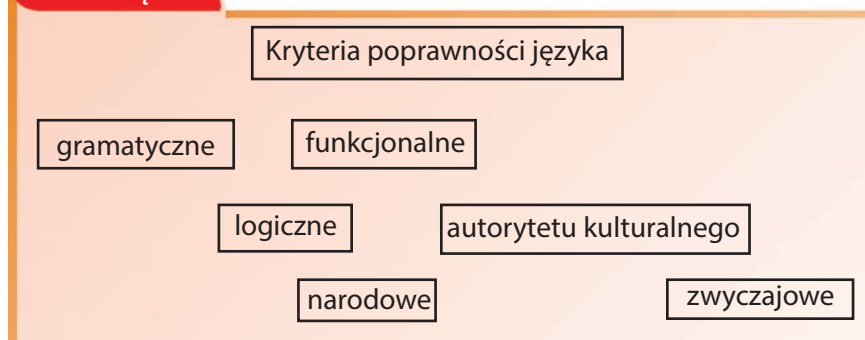 Kryteria poprawności języka
gramatyczne
funkcjonalne
logiczne
autorytetu kulturalnego
narodowe
zwyczajowe